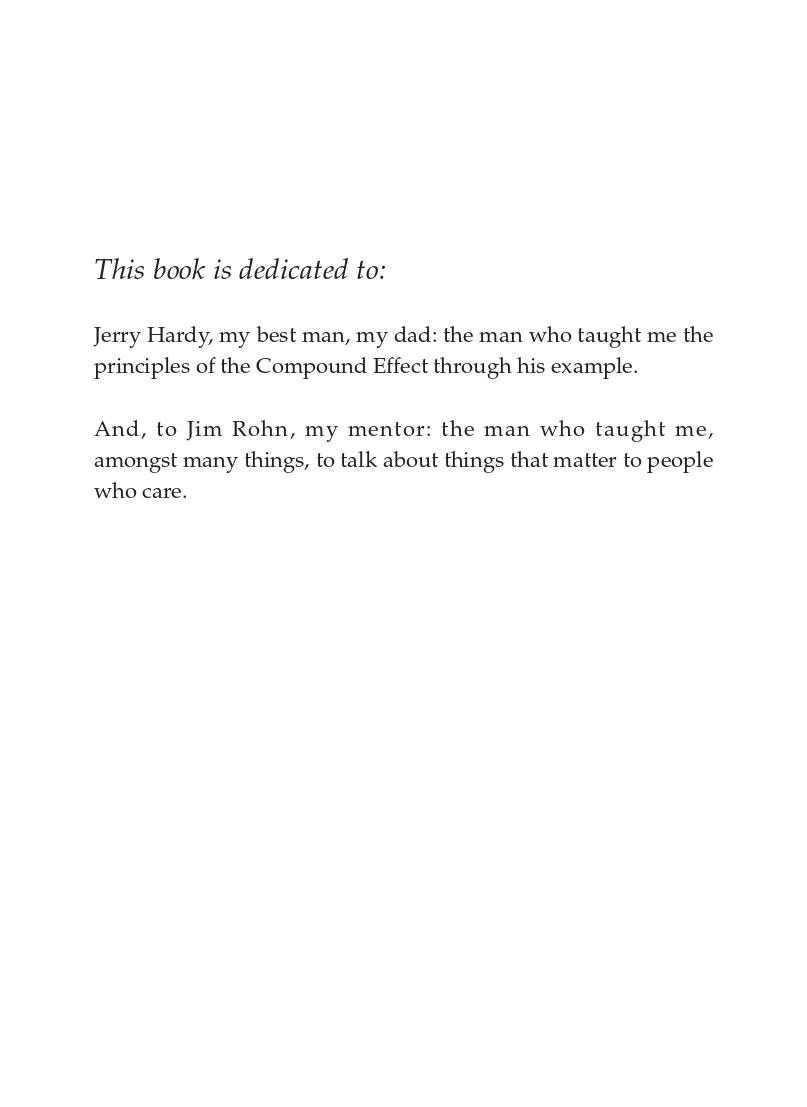 This book is dedicated to:
Jerry Hardy, my best man, my dad: the man who taught me the
principles of the Compound Effect through his example.
And, to Jim Rohn, my mentor: the man who taught me,
amongst many things, to talk about things that matter to people
who care.